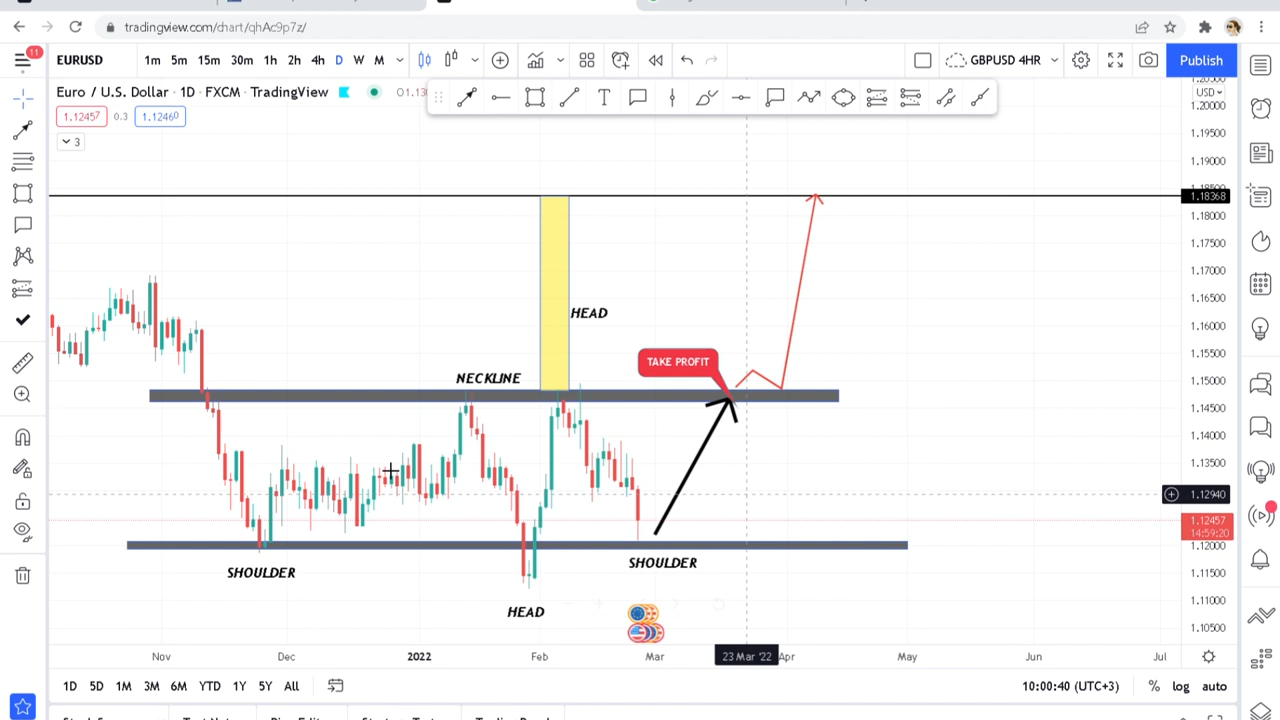 tradingview.com/chart/qhAc9p7z/
11
EURUSD 1m 5m 15m 30m 1h 2h 4h D W M GBPUSD 4HR Publish
Euro / U.S. Dollar · 1D · FXCM · TradingView
USD
1.12457 0.3 1.12460
3
1.20000
1.19500
1.19000
1.18368
1.18000
1.17500
1.17000
1.16500
HEAD
1.16000
1.15500
TAKE PROFIT
NECKLINE
1.15000
1.14500
1.14000
1.13500
1.12940
1.12457
14:59:20
1.12000
SHOULDER
SHOULDER
1.11500
HEAD
1.11000
1.10500
Nov Dec 2022 Feb Mar 23 Mar '22 Apr May Jun Jul
1D 5D 1M 3M 6M YTD 1Y 5Y All 10:00:40 (UTC+3) % log auto